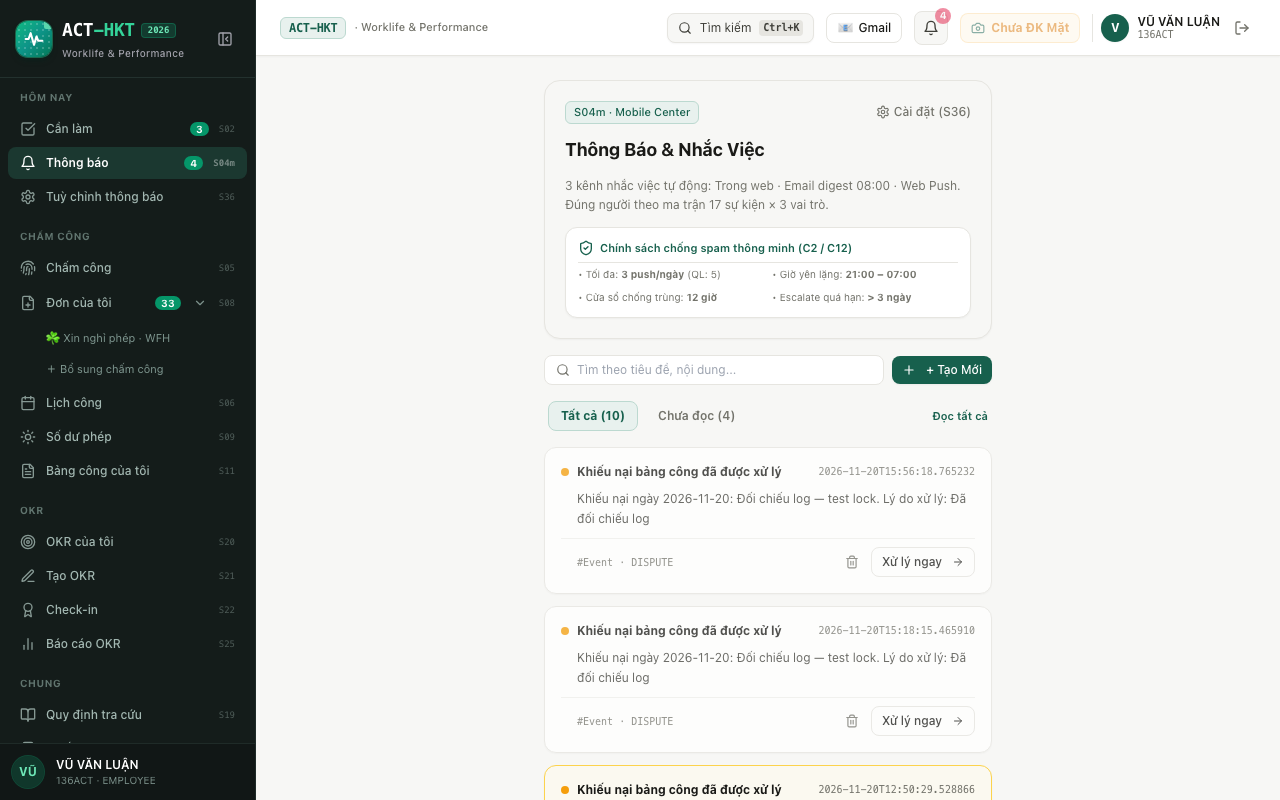 ACT-HKT 2026
Worklife & Performance
HÔM NAY
Cần làm 3 S02
Thông báo 4 S04m
Tuỳ chỉnh thông báo S36
CHẤM CÔNG
Chấm công S05
Đơn của tôi 33 S08
Xin nghỉ phép · WFH
+ Bổ sung chấm công
Lịch công S06
Số dư phép S09
Bảng công của tôi S11
OKR
OKR của tôi S20
Tạo OKR S21
Check-in S22
Báo cáo OKR S25
CHUNG
Quy định tra cứu S19
VŨ
VŨ VĂN LUẬN
136ACT · EMPLOYEE
ACT-HKT · Worklife & Performance
Tìm kiếm Ctrl+K
Gmail
4
Chưa ĐK Mặt
V
VŨ VĂN LUẬN
136ACT
S04m · Mobile Center
Cài đặt (S36)
Thông Báo & Nhắc Việc
3 kênh nhắc việc tự động: Trong web · Email digest 08:00 · Web Push.
Đúng người theo ma trận 17 sự kiện × 3 vai trò.
Chính sách chống spam thông minh (C2 / C12)
• Tối đa: 3 push/ngày (QL: 5) • Giờ yên lặng: 21:00 – 07:00
• Cửa sổ chống trùng: 12 giờ • Escalate quá hạn: > 3 ngày
Tìm theo tiêu đề, nội dung...
+ + Tạo Mới
Tất cả (10) Chưa đọc (4) Đọc tất cả
Khiếu nại bảng công đã được xử lý 2026-11-20T15:56:18.765232
Khiếu nại ngày 2026-11-20: Đối chiếu log — test lock. Lý do xử lý: Đã
đối chiếu log
#Event · DISPUTE Xử lý ngay →
Khiếu nại bảng công đã được xử lý 2026-11-20T15:18:15.465910
Khiếu nại ngày 2026-11-20: Đối chiếu log — test lock. Lý do xử lý: Đã
đối chiếu log
#Event · DISPUTE Xử lý ngay →
Khiếu nại bảng công đã được xử lý 2026-11-20T12:50:29.528866